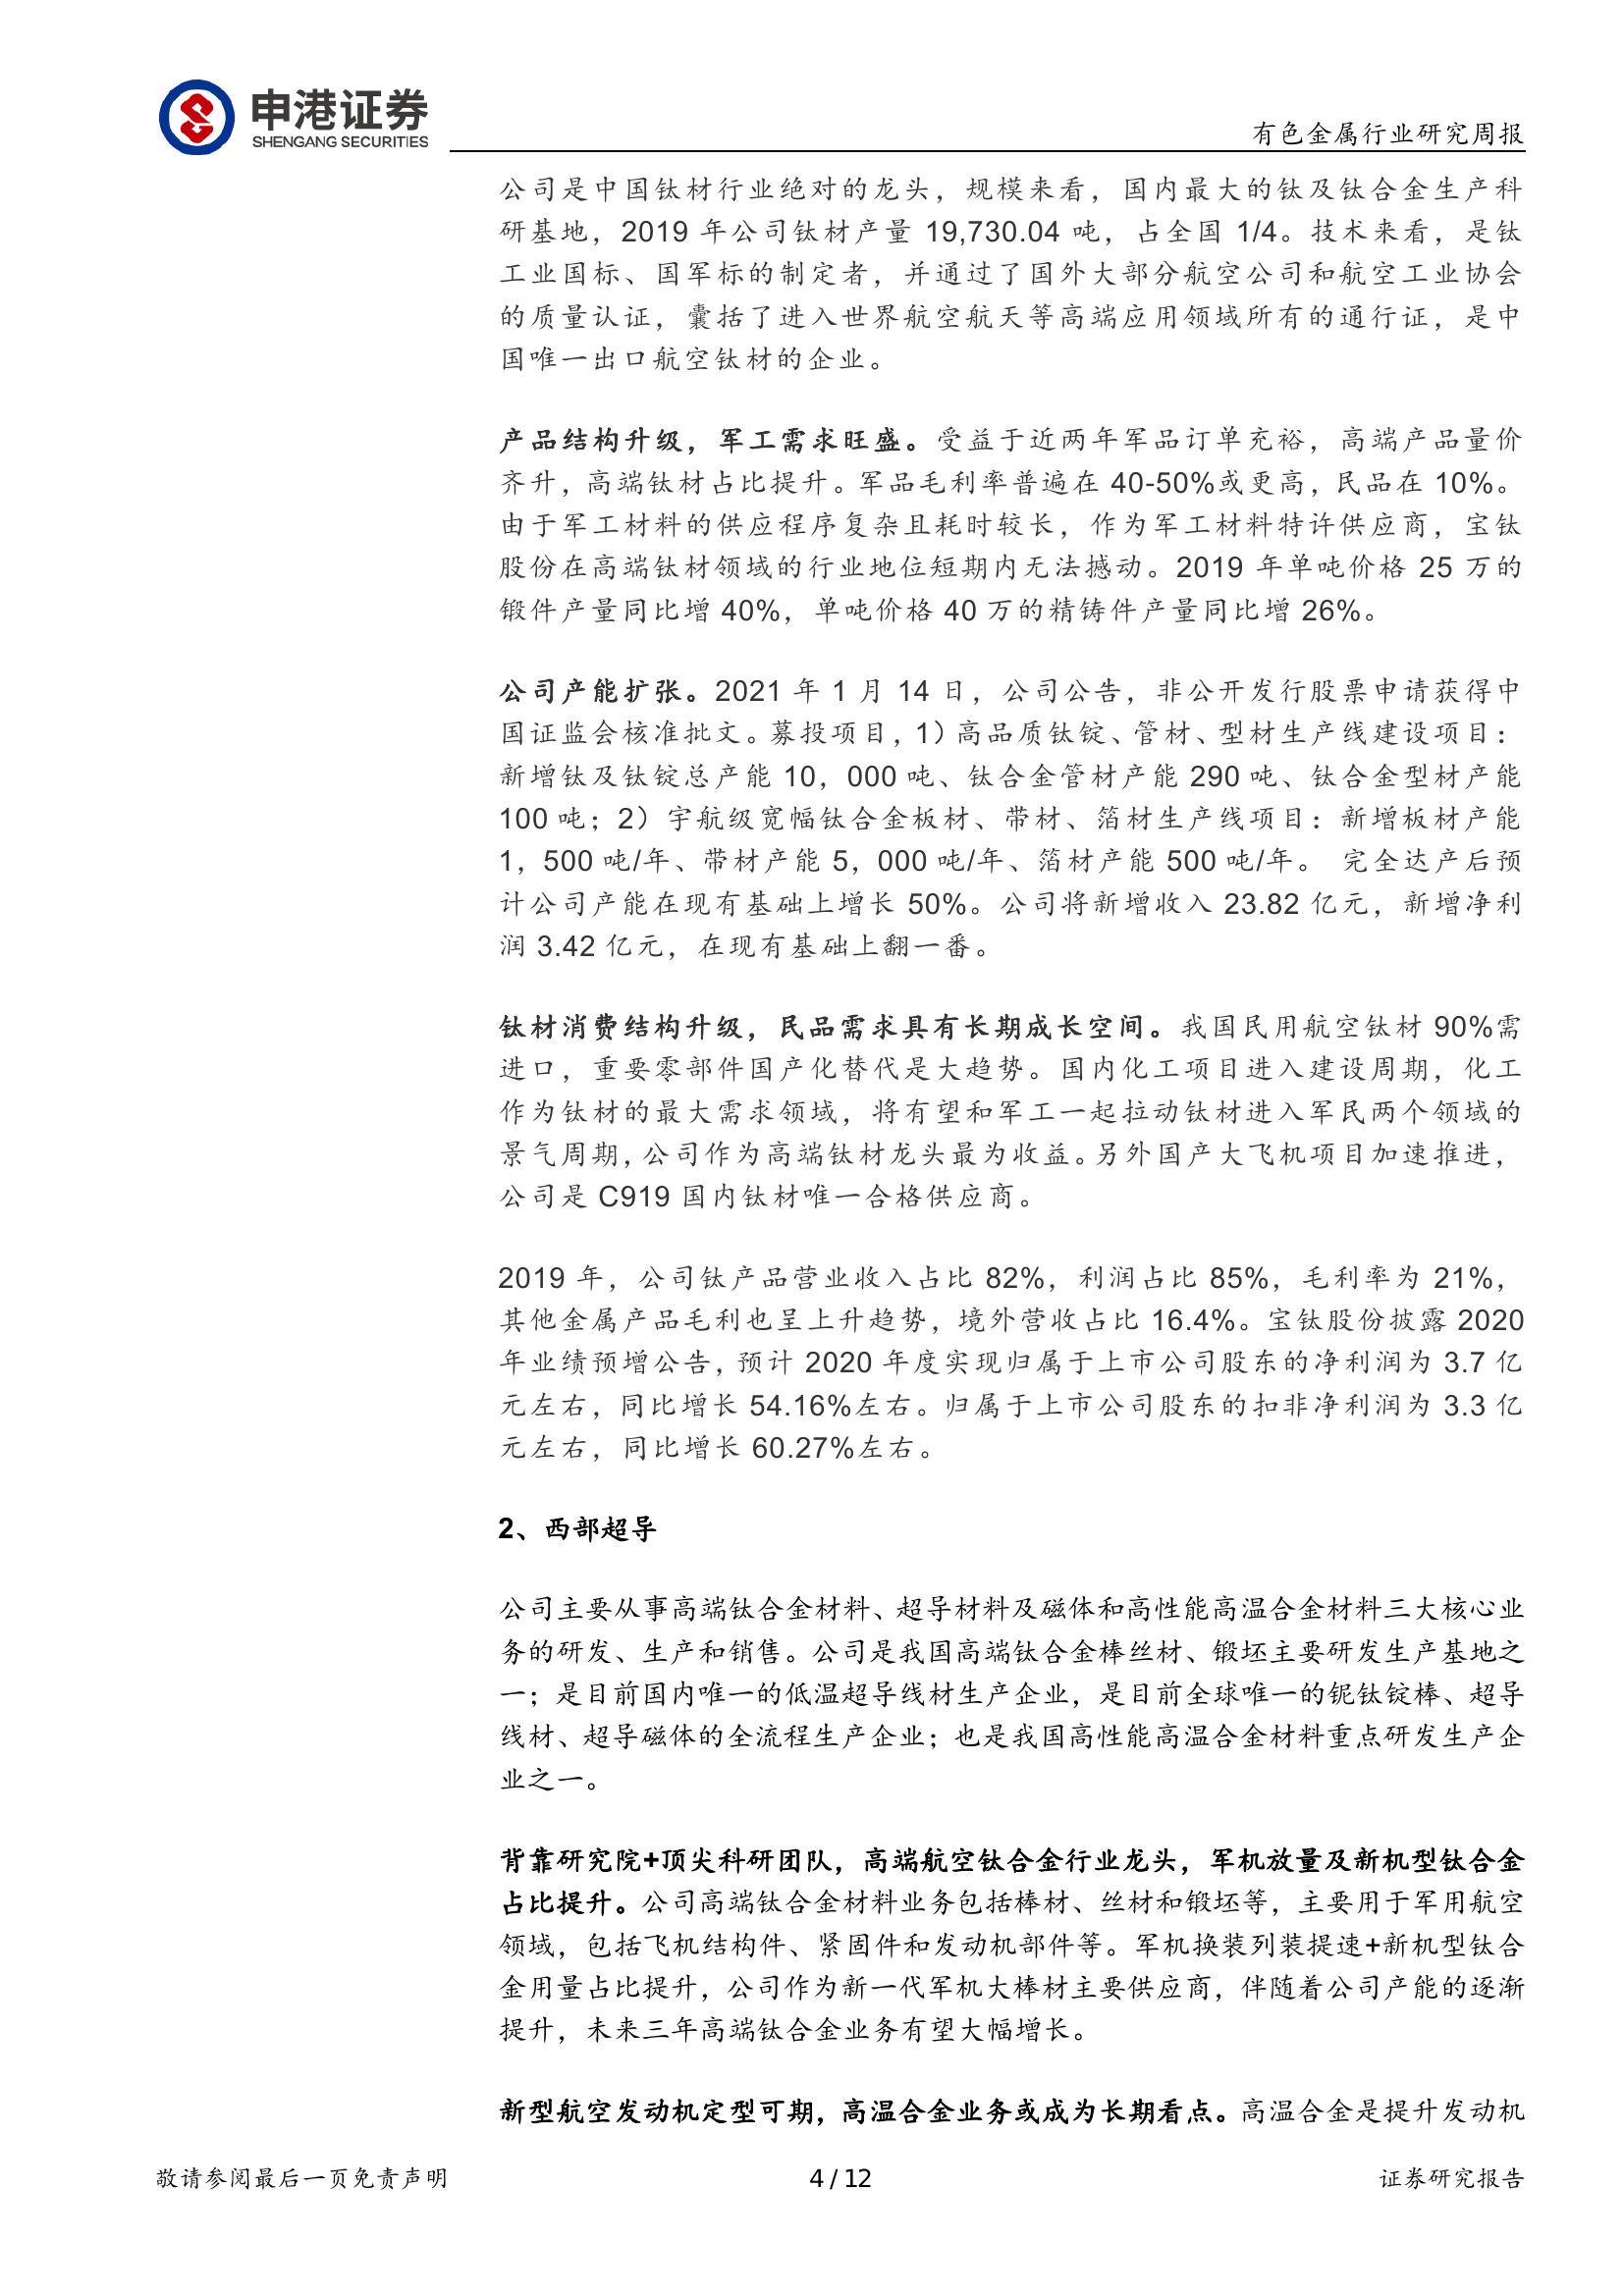 申港证券
SHENGANG SECURITIES
有色金属行业研究周报
公司是中国钛材行业绝对的龙头，规模来看，国内最大的钛及钛合金生产科
研基地，2019 年公司钛材产量 19,730.04 吨，占全国 1/4。技术来看，是钛
工业国标、国军标的制定者，并通过了国外大部分航空公司和航空工业协会
的质量认证，囊括了进入世界航空航天等高端应用领域所有的通行证，是中
国唯一出口航空钛材的企业。
产品结构升级，军工需求旺盛。受益于近两年军品订单充裕，高端产品量价
齐升，高端钛材占比提升。军品毛利率普遍在 40-50%或更高，民品在 10%。
由于军工材料的供应程序复杂且耗时较长，作为军工材料特许供应商，宝钛
股份在高端钛材领域的行业地位短期内无法撼动。2019 年单吨价格 25 万的
锻件产量同比增 40%，单吨价格 40 万的精铸件产量同比增 26%。
公司产能扩张。2021 年 1 月 14 日，公司公告，非公开发行股票申请获得中
国证监会核准批文。募投项目，1）高品质钛锭、管材、型材生产线建设项目：
新增钛及钛锭总产能 10，000 吨、钛合金管材产能 290 吨、钛合金型材产能
100 吨；2）宇航级宽幅钛合金板材、带材、箔材生产线项目：新增板材产能
1，500 吨/年、带材产能 5，000 吨/年、箔材产能 500 吨/年。 完全达产后预
计公司产能在现有基础上增长 50%。公司将新增收入 23.82 亿元，新增净利
润 3.42 亿元，在现有基础上翻一番。
钛材消费结构升级，民品需求具有长期成长空间。我国民用航空钛材 90%需
进口，重要零部件国产化替代是大趋势。国内化工项目进入建设周期，化工
作为钛材的最大需求领域，将有望和军工一起拉动钛材进入军民两个领域的
景气周期，公司作为高端钛材龙头最为收益。另外国产大飞机项目加速推进，
公司是 C919 国内钛材唯一合格供应商。
2019 年，公司钛产品营业收入占比 82%，利润占比 85%，毛利率为 21%，
其他金属产品毛利也呈上升趋势，境外营收占比 16.4%。宝钛股份披露 2020
年业绩预增公告，预计 2020 年度实现归属于上市公司股东的净利润为 3.7 亿
元左右，同比增长 54.16%左右。归属于上市公司股东的扣非净利润为 3.3 亿
元左右，同比增长 60.27%左右。
2、西部超导
公司主要从事高端钛合金材料、超导材料及磁体和高性能高温合金材料三大核心业
务的研发、生产和销售。公司是我国高端钛合金棒丝材、锻坯主要研发生产基地之
一；是目前国内唯一的低温超导线材生产企业，是目前全球唯一的铌钛锭棒、超导
线材、超导磁体的全流程生产企业；也是我国高性能高温合金材料重点研发生产企
业之一。
背靠研究院+顶尖科研团队，高端航空钛合金行业龙头，军机放量及新机型钛合金
占比提升。公司高端钛合金材料业务包括棒材、丝材和锻坯等，主要用于军用航空
领域，包括飞机结构件、紧固件和发动机部件等。军机换装列装提速+新机型钛合
金用量占比提升，公司作为新一代军机大棒材主要供应商，伴随着公司产能的逐渐
提升，未来三年高端钛合金业务有望大幅增长。
新型航空发动机定型可期，高温合金业务或成为长期看点。高温合金是提升发动机
敬请参阅最后一页免责声明
4 / 12
证券研究报告